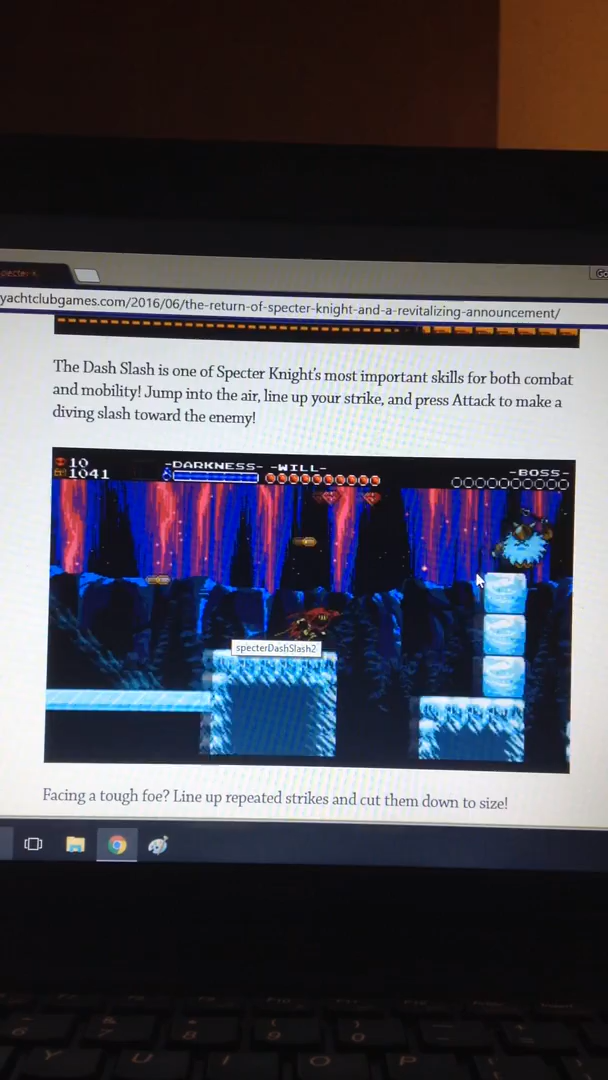 yachtclubgames.com/2016/06/the-return-of-specter-knight-and-a-revitalizing-announcement/
The Dash Slash is one of Specter Knight's most important skills for both combat
and mobility! Jump into the air, line up your strike, and press Attack to make a
diving slash toward the enemy!
10
1041
-DARKNESS- -WILL-
-BOSS-
specterDashSlash2
Facing a tough foe? Line up repeated strikes and cut them down to size!
Y U I O P